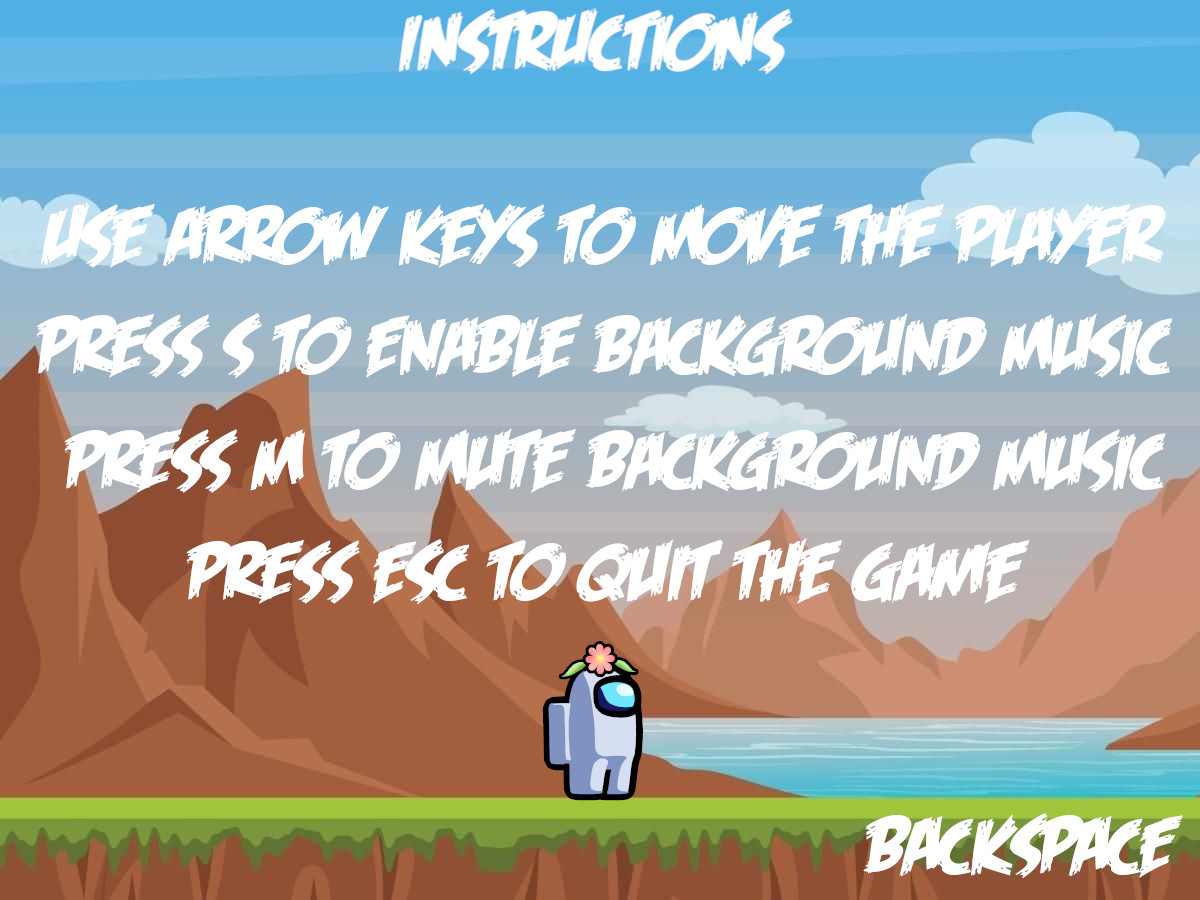 INSTRUCTIONS
USE ARROW KEYS TO MOVE THE PLAYER
PRESS S TO ENABLE BACKGROUND MUSIC
PRESS M TO MUTE BACKGROUND MUSIC
PRESS ESC TO QUIT THE GAME
BACKSPACE